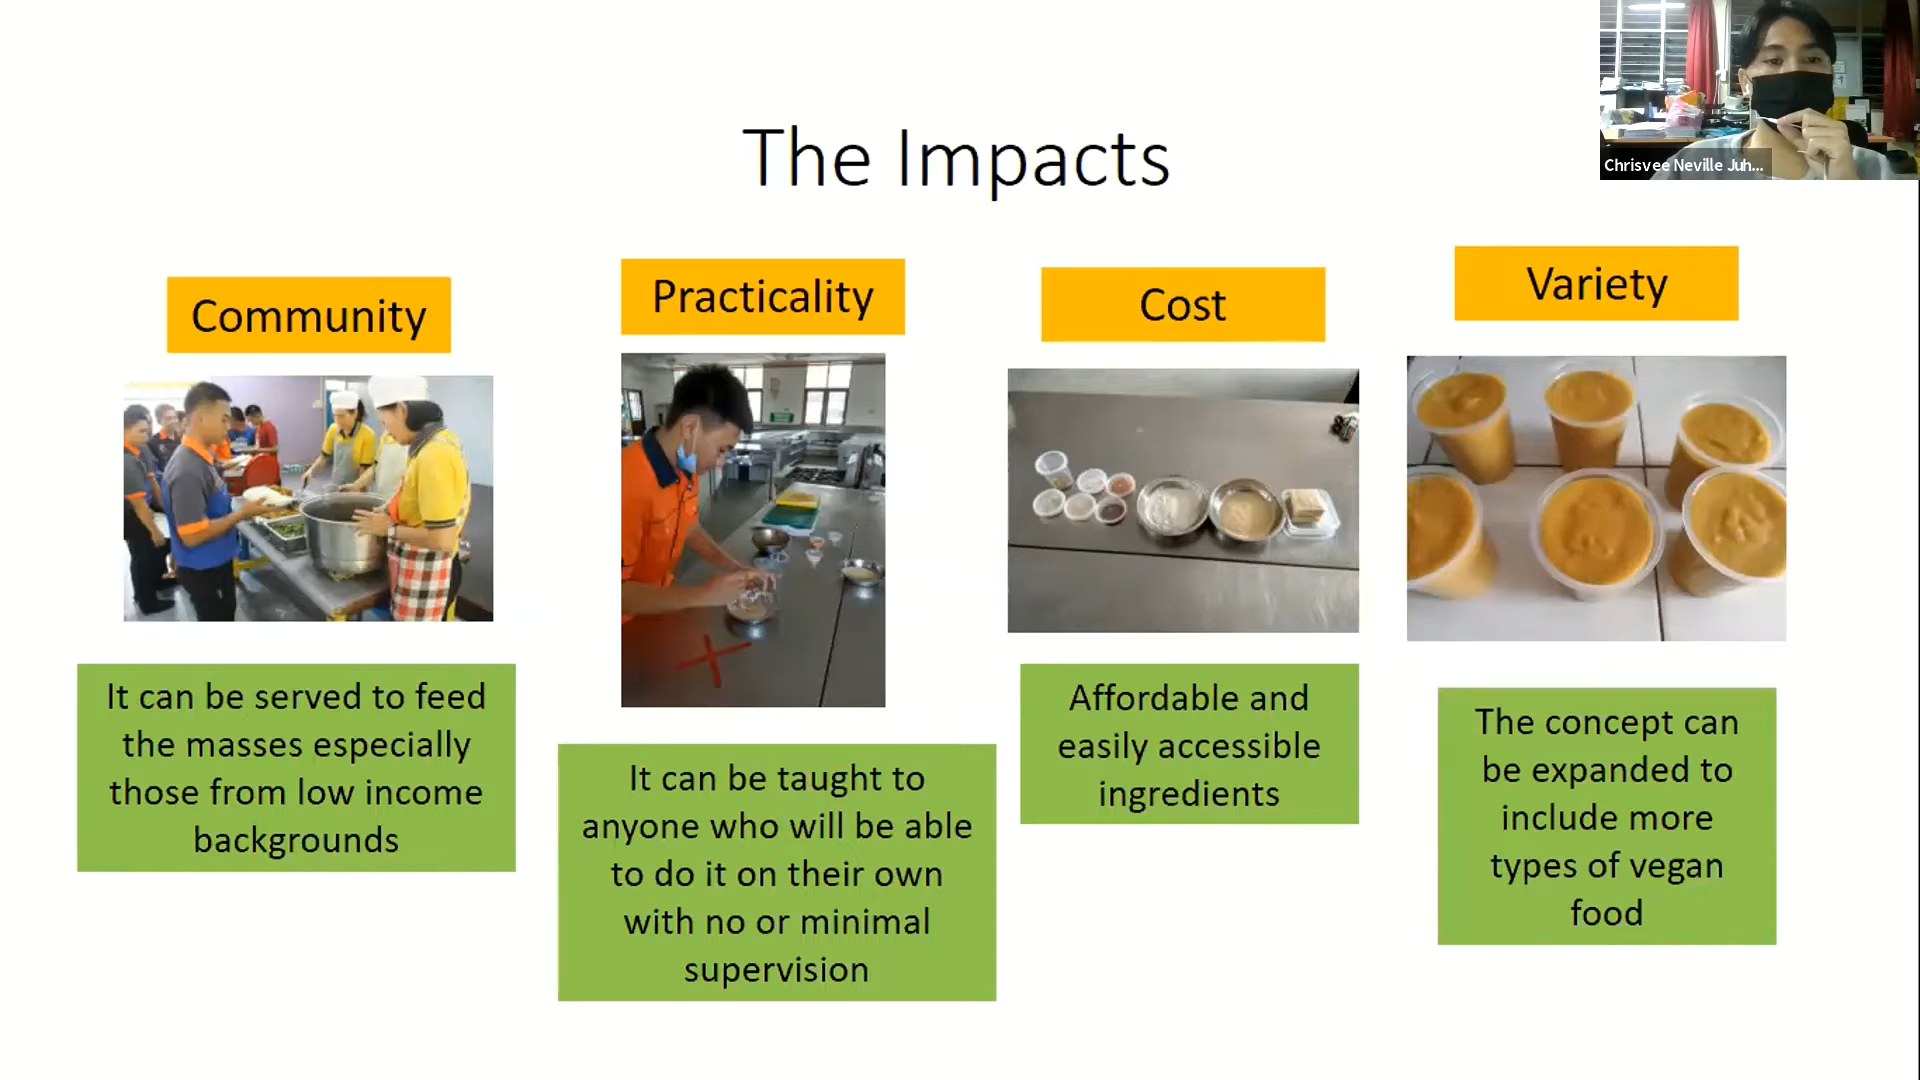 The Impacts
Chrisvee Neville Juh...
Community
Practicality
Cost
Variety
It can be served to feed
the masses especially
those from low income
backgrounds
It can be taught to
anyone who will be able
to do it on their own
with no or minimal
supervision
Affordable and
easily accessible
ingredients
The concept can
be expanded to
include more
types of vegan
food